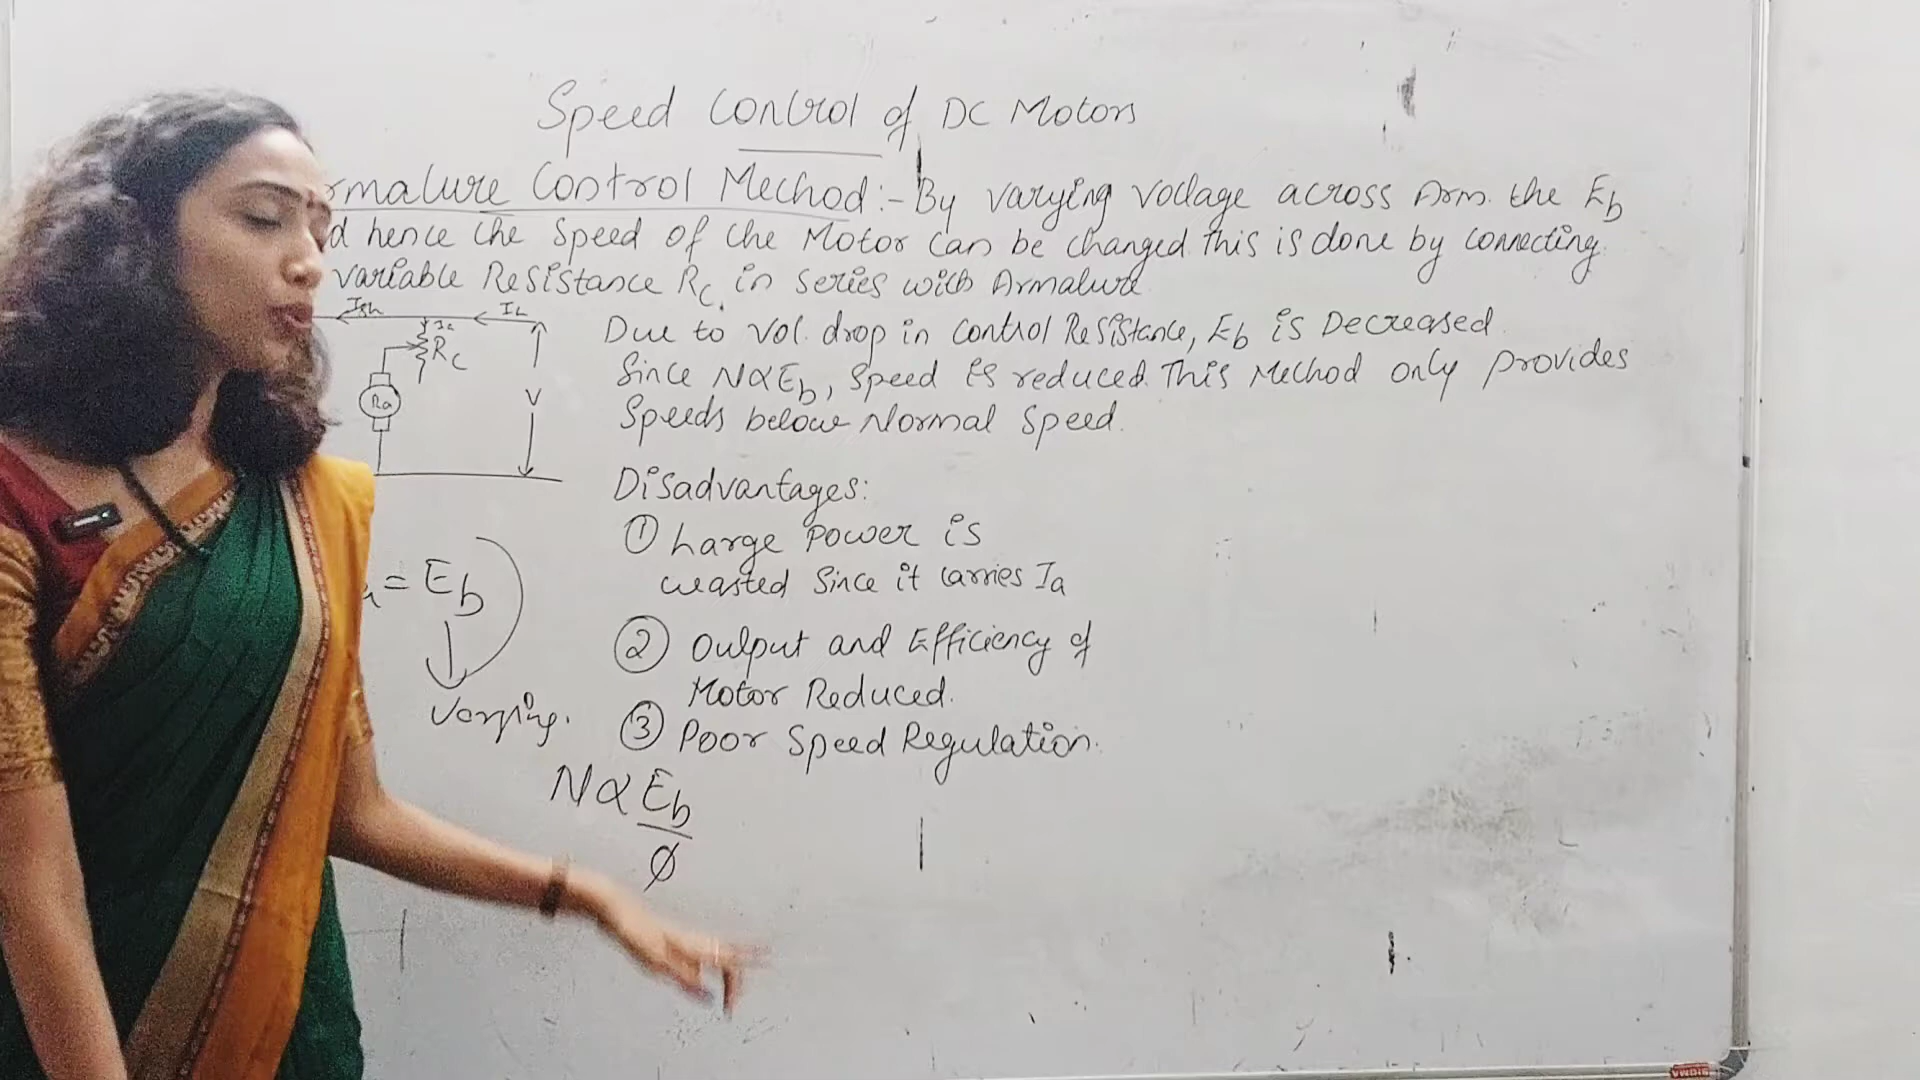 Speed Control of DC Motors
rmature Control Method:- By varying voltage across Arm. the Eb
d hence the Speed of the Motor can be changed this is done by connecting
variable Resistance Rc in series with Armature
Ish
IL
Ia
Rc
Ra
V
Due to vol. drop in control Resistance, Eb is Decreased
Since N∝Eb, Speed is reduced. This Method only provides
Speeds below Normal Speed.
Disadvantages:
① Large power is
wasted Since it carries Ia
② Output and Efficiency of
Motor Reduced.
③ Poor Speed Regulation.
= Eb
Varying.
N∝Eb
ϕ
SIGMA